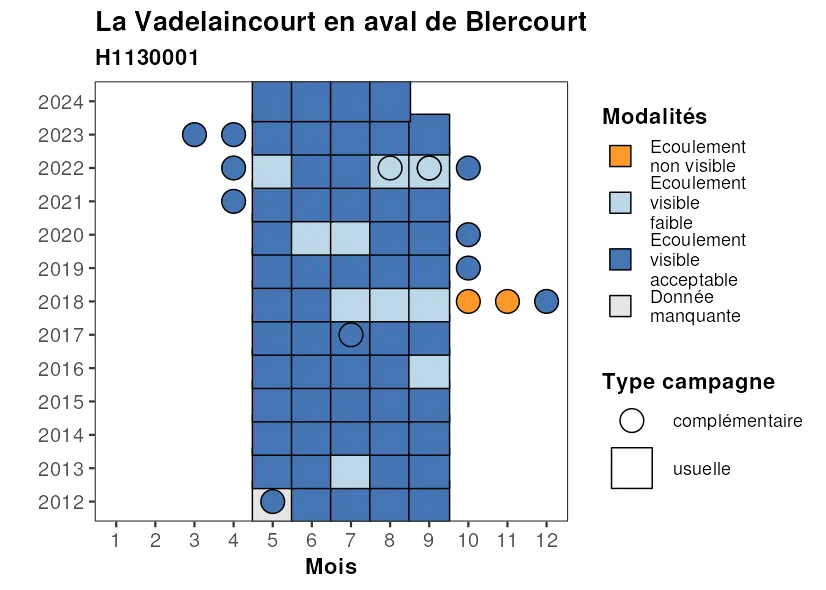 La Vadelaincourt en aval de Blercourt
H1130001
2024
2023
2022
2021
2020
2019
2018
2017
2016
2015
2014
2013
2012
1 2 3 4 5 6 7 8 9 10 11 12
Mois
Modalités
Ecoulement
non visible
Ecoulement
visible
faible
Ecoulement
visible
acceptable
Donnée
manquante
Type campagne
complémentaire
usuelle